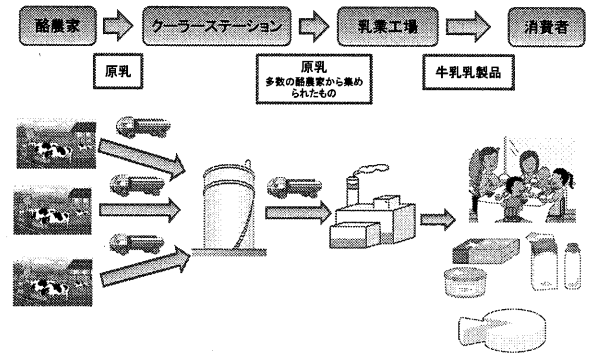 酪農家
クーラーステーション
乳業工場
消費者
原乳
原乳
多数の酪農家から集め
られたもの
牛乳乳製品